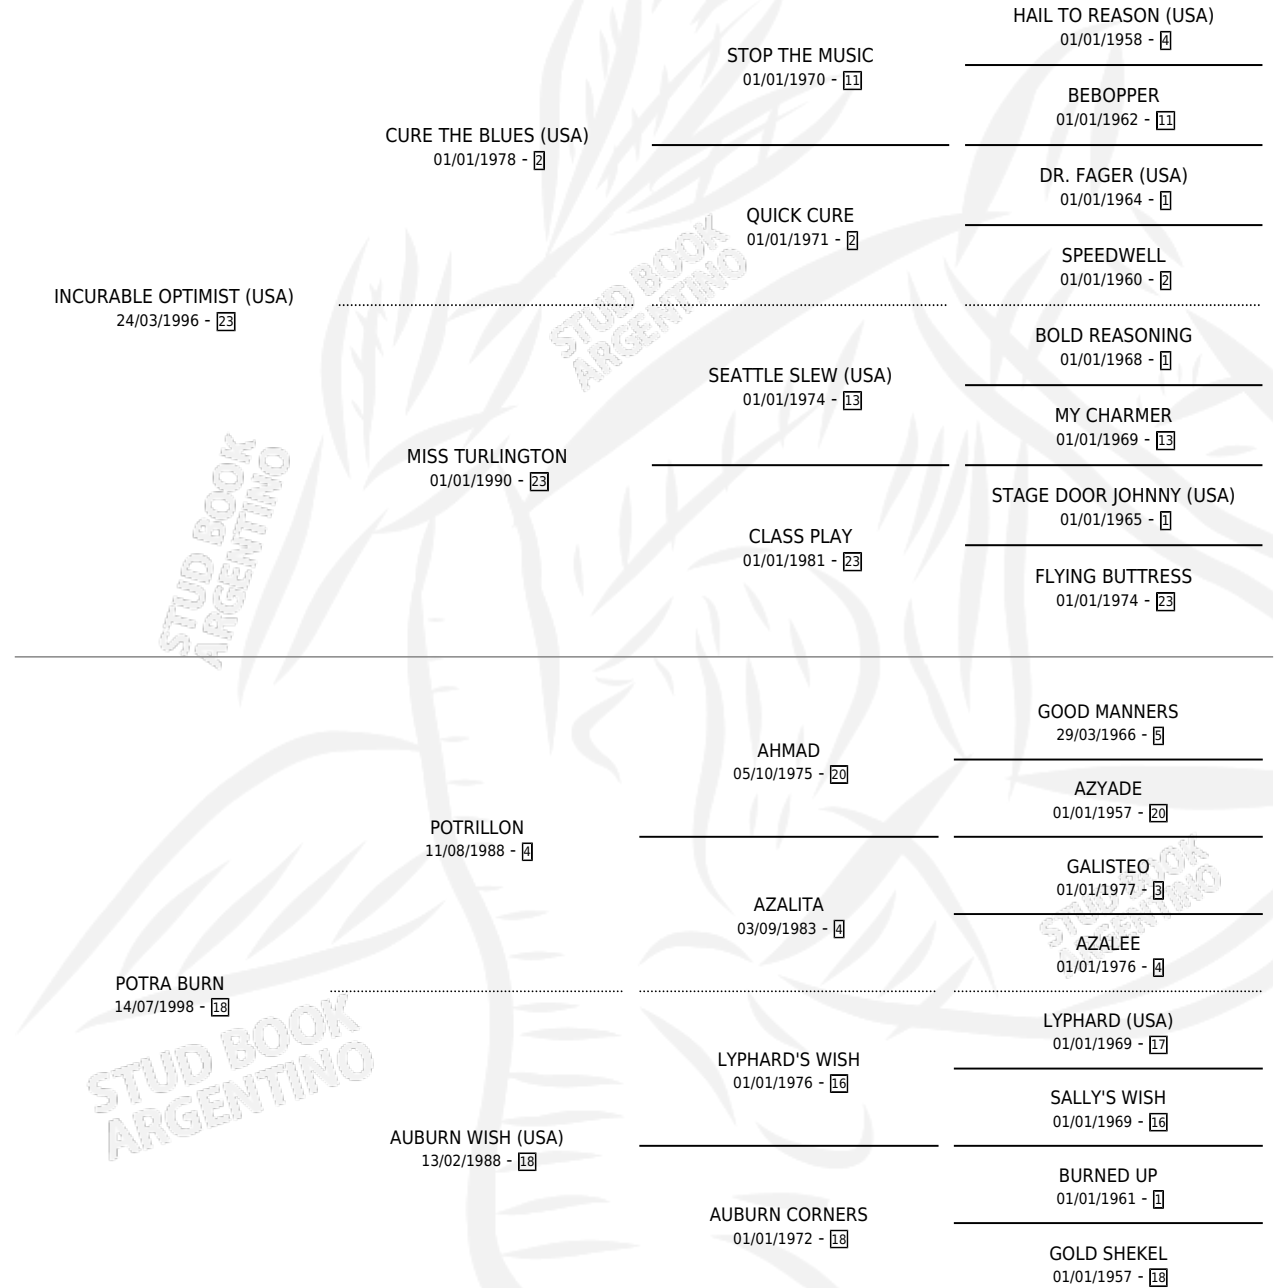 HAIL TO REASON (USA)
01/01/1958 - 4
STOP THE MUSIC
01/01/1970 - 11
BEBOPPER
01/01/1962 - 11
CURE THE BLUES (USA)
01/01/1978 - 2
DR. FAGER (USA)
01/01/1964 - 1
QUICK CURE
01/01/1971 - 2
SPEEDWELL
01/01/1960 - 2
INCURABLE OPTIMIST (USA)
24/03/1996 - 23
BOLD REASONING
01/01/1968 - 1
SEATTLE SLEW (USA)
01/01/1974 - 13
MY CHARMER
01/01/1969 - 13
MISS TURLINGTON
01/01/1990 - 23
STAGE DOOR JOHNNY (USA)
01/01/1965 - 1
CLASS PLAY
01/01/1981 - 23
FLYING BUTTRESS
01/01/1974 - 23
GOOD MANNERS
29/03/1966 - 5
AHMAD
05/10/1975 - 20
AZYADE
01/01/1957 - 20
POTRILLON
11/08/1988 - 4
GALISTEO
01/01/1977 - 3
AZALITA
03/09/1983 - 4
AZALEE
01/01/1976 - 4
POTRA BURN
14/07/1998 - 18
LYPHARD (USA)
01/01/1969 - 17
LYPHARD'S WISH
01/01/1976 - 16
SALLY'S WISH
01/01/1969 - 16
AUBURN WISH (USA)
13/02/1988 - 18
BURNED UP
01/01/1961 - 1
AUBURN CORNERS
01/01/1972 - 18
GOLD SHEKEL
01/01/1957 - 18
STUD BOOK
ARGENTINO
STUD BOOK
ARGENTINO
STUD BOOK
ARGENTINO
STUD BOOK
ARGENTINO